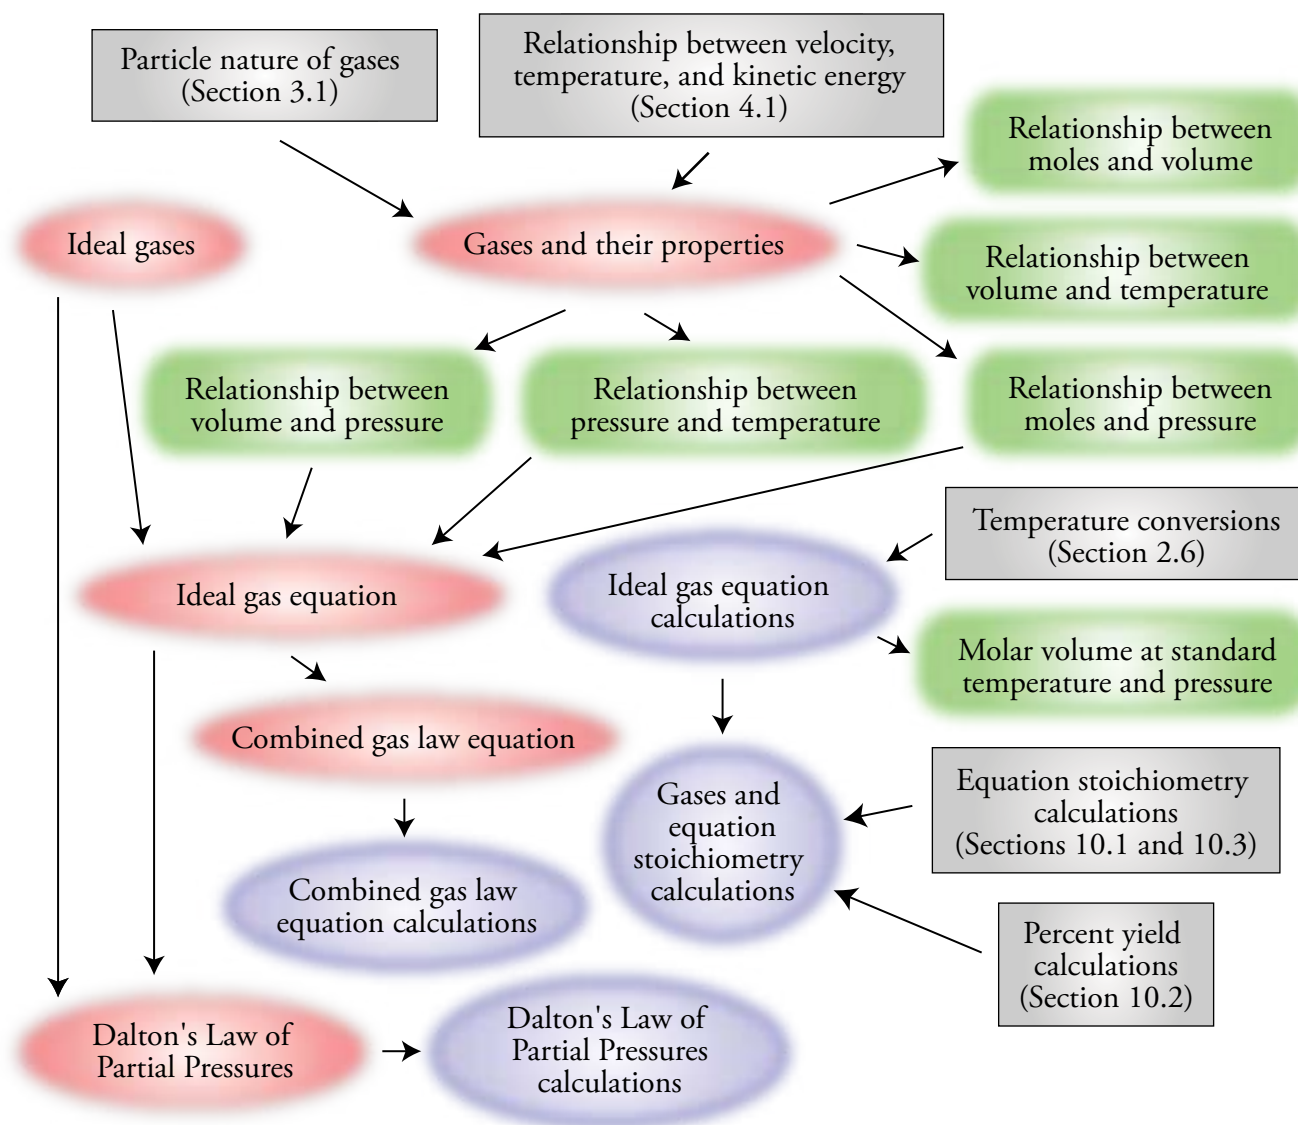 Particle nature of gases
(Section 3.1)
Relationship between velocity,
temperature, and kinetic energy
(Section 4.1)
Relationship between
moles and volume
Ideal gases
Gases and their properties
Relationship between
volume and temperature
Relationship between
volume and pressure
Relationship between
pressure and temperature
Relationship between
moles and pressure
Temperature conversions
(Section 2.6)
Ideal gas equation
Ideal gas equation
calculations
Molar volume at standard
temperature and pressure
Combined gas law equation
Gases and
equation
stoichiometry
calculations
Equation stoichiometry
calculations
(Sections 10.1 and 10.3)
Combined gas law
equation calculations
Percent yield
calculations
(Section 10.2)
Dalton's Law of
Partial Pressures
Dalton's Law of
Partial Pressures
calculations